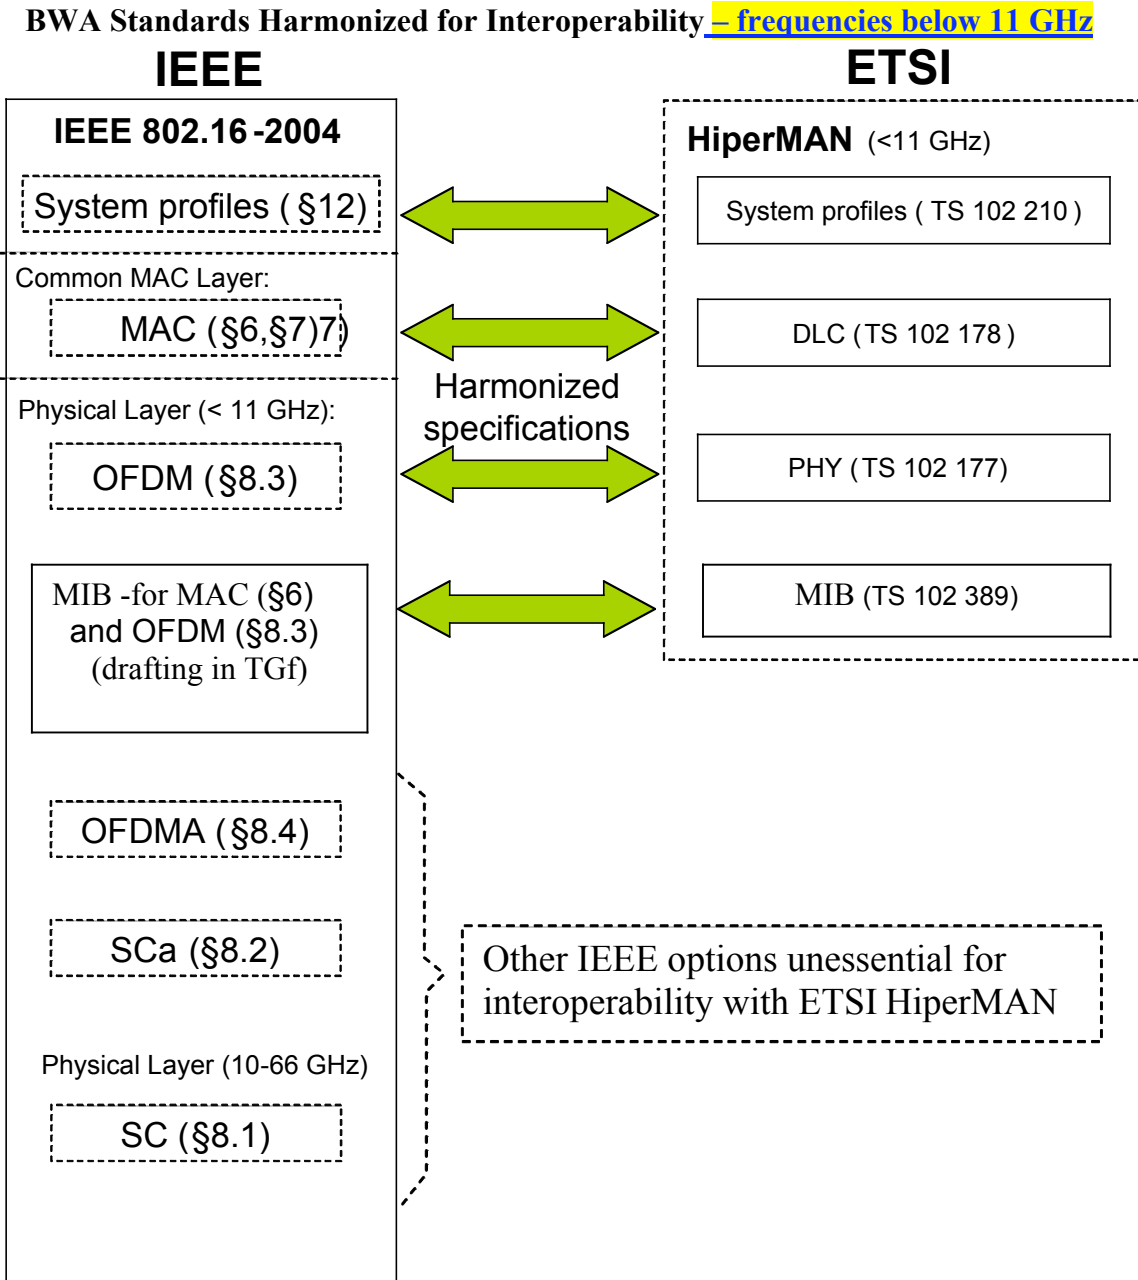 BWA Standards Harmonized for Interoperability – frequencies below 11 GHz
IEEE
ETSI
IEEE 802.16 -2004
System profiles ( §12)
Common MAC Layer:
MAC (§6,§7)7)
Physical Layer (< 11 GHz):
OFDM (§8.3)
MIB -for MAC (§6)
and OFDM (§8.3)
(drafting in TGf)
OFDMA (§8.4)
SCa (§8.2)
Physical Layer (10-66 GHz)
SC (§8.1)
Harmonized
specifications
HiperMAN (<11 GHz)
System profiles ( TS 102 210 )
DLC (TS 102 178 )
PHY (TS 102 177)
MIB (TS 102 389)
Other IEEE options unessential for
interoperability with ETSI HiperMAN